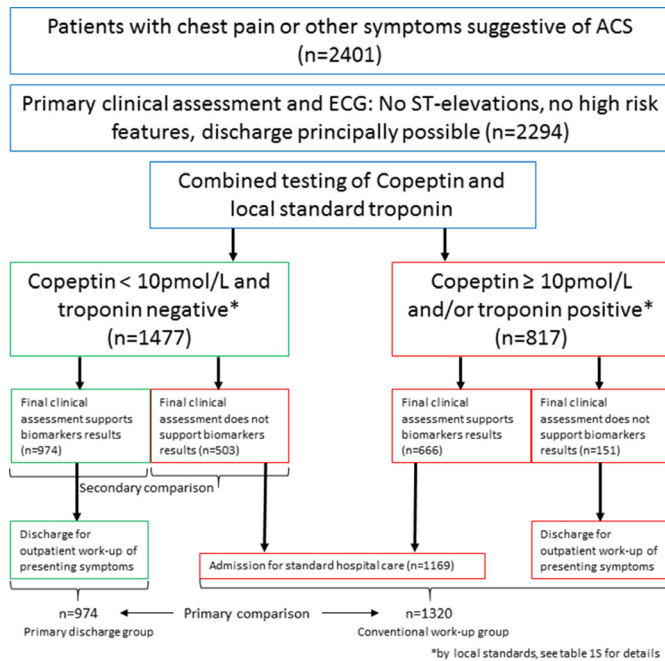 Patients with chest pain or other symptoms suggestive of ACS
(n=2401)
Primary clinical assessment and ECG: No ST-elevations, no high risk
features, discharge principally possible (n=2294)
Combined testing of Copeptin and
local standard troponin
Copeptin < 10pmol/L and
troponin negative*
(n=1477)
Copeptin ≥ 10pmol/L
and/or troponin positive*
(n=817)
Final clinical
assessment supports
biomarkers results
(n=974)
Final clinical
assessment does not
support biomarkers
results (n=503)
Final clinical
assessment supports
biomarkers results
(n=666)
Final clinical
assessment does not
support biomarkers
results (n=151)
Secondary comparison
Discharge for
outpatient work-up of
presenting symptoms
Admission for standard hospital care (n=1169)
Discharge for
outpatient work-up of
presenting symptoms
n=974
Primary comparison
n=1320
Primary discharge group
Conventional work-up group
*by local standards, see table 1S for details